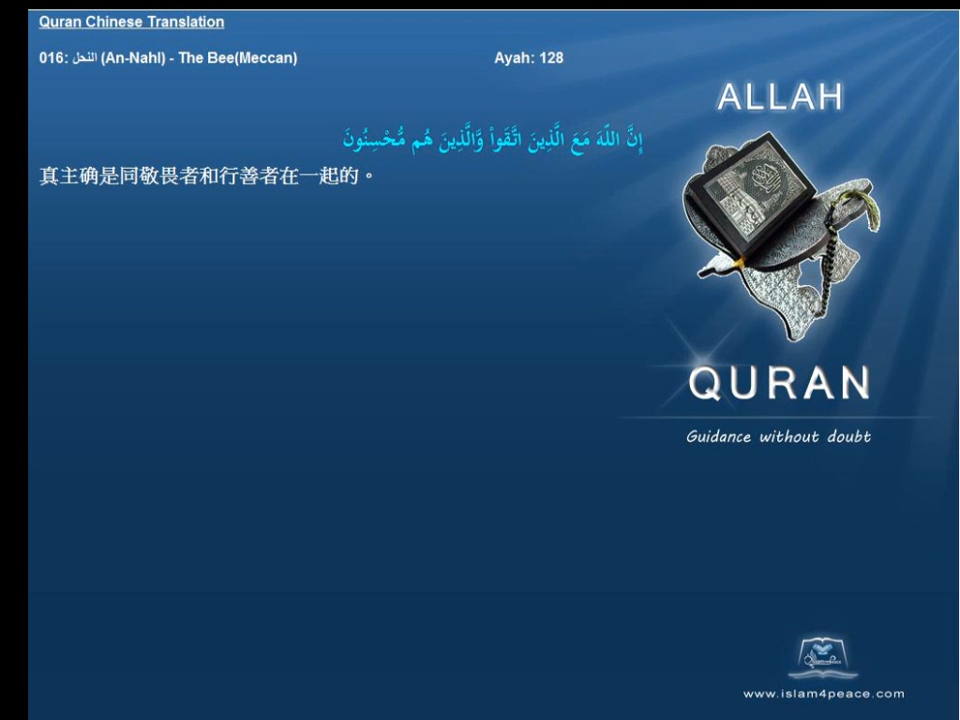 Quran Chinese Translation
016: النحل (An-Nahl) - The Bee(Meccan) Ayah: 128
إِنَّ اللّهَ مَعَ الَّذِينَ اتَّقَواْ وَّالَّذِينَ هُم مُّحْسِنُونَ
真主确是同敬畏者和行善者在一起的。
ALLAH
QURAN
Guidance without doubt
www.islam4peace.com